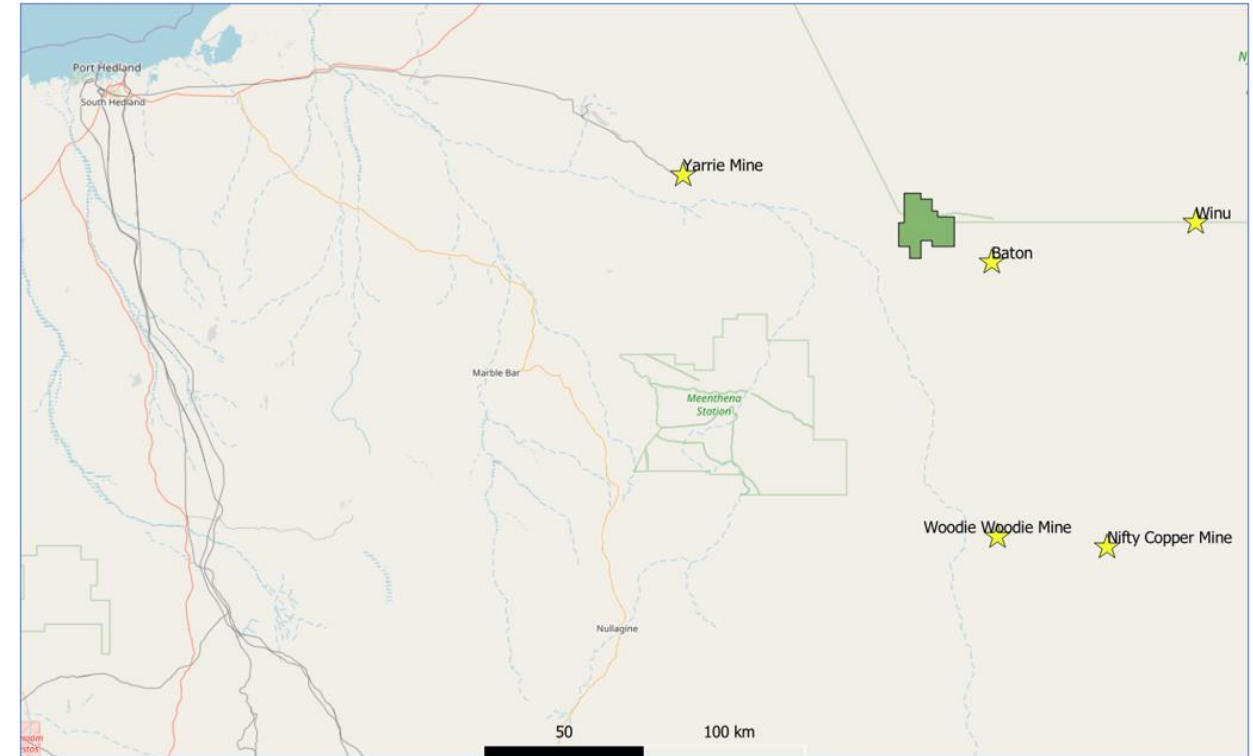 Port Hedland
South Hedland
Yarrie Mine
Winu
Baton
Marble Bar
Meenthena
Station
Woodie Woodie Mine
Nifty Copper Mine
Nullagine
50
100 km